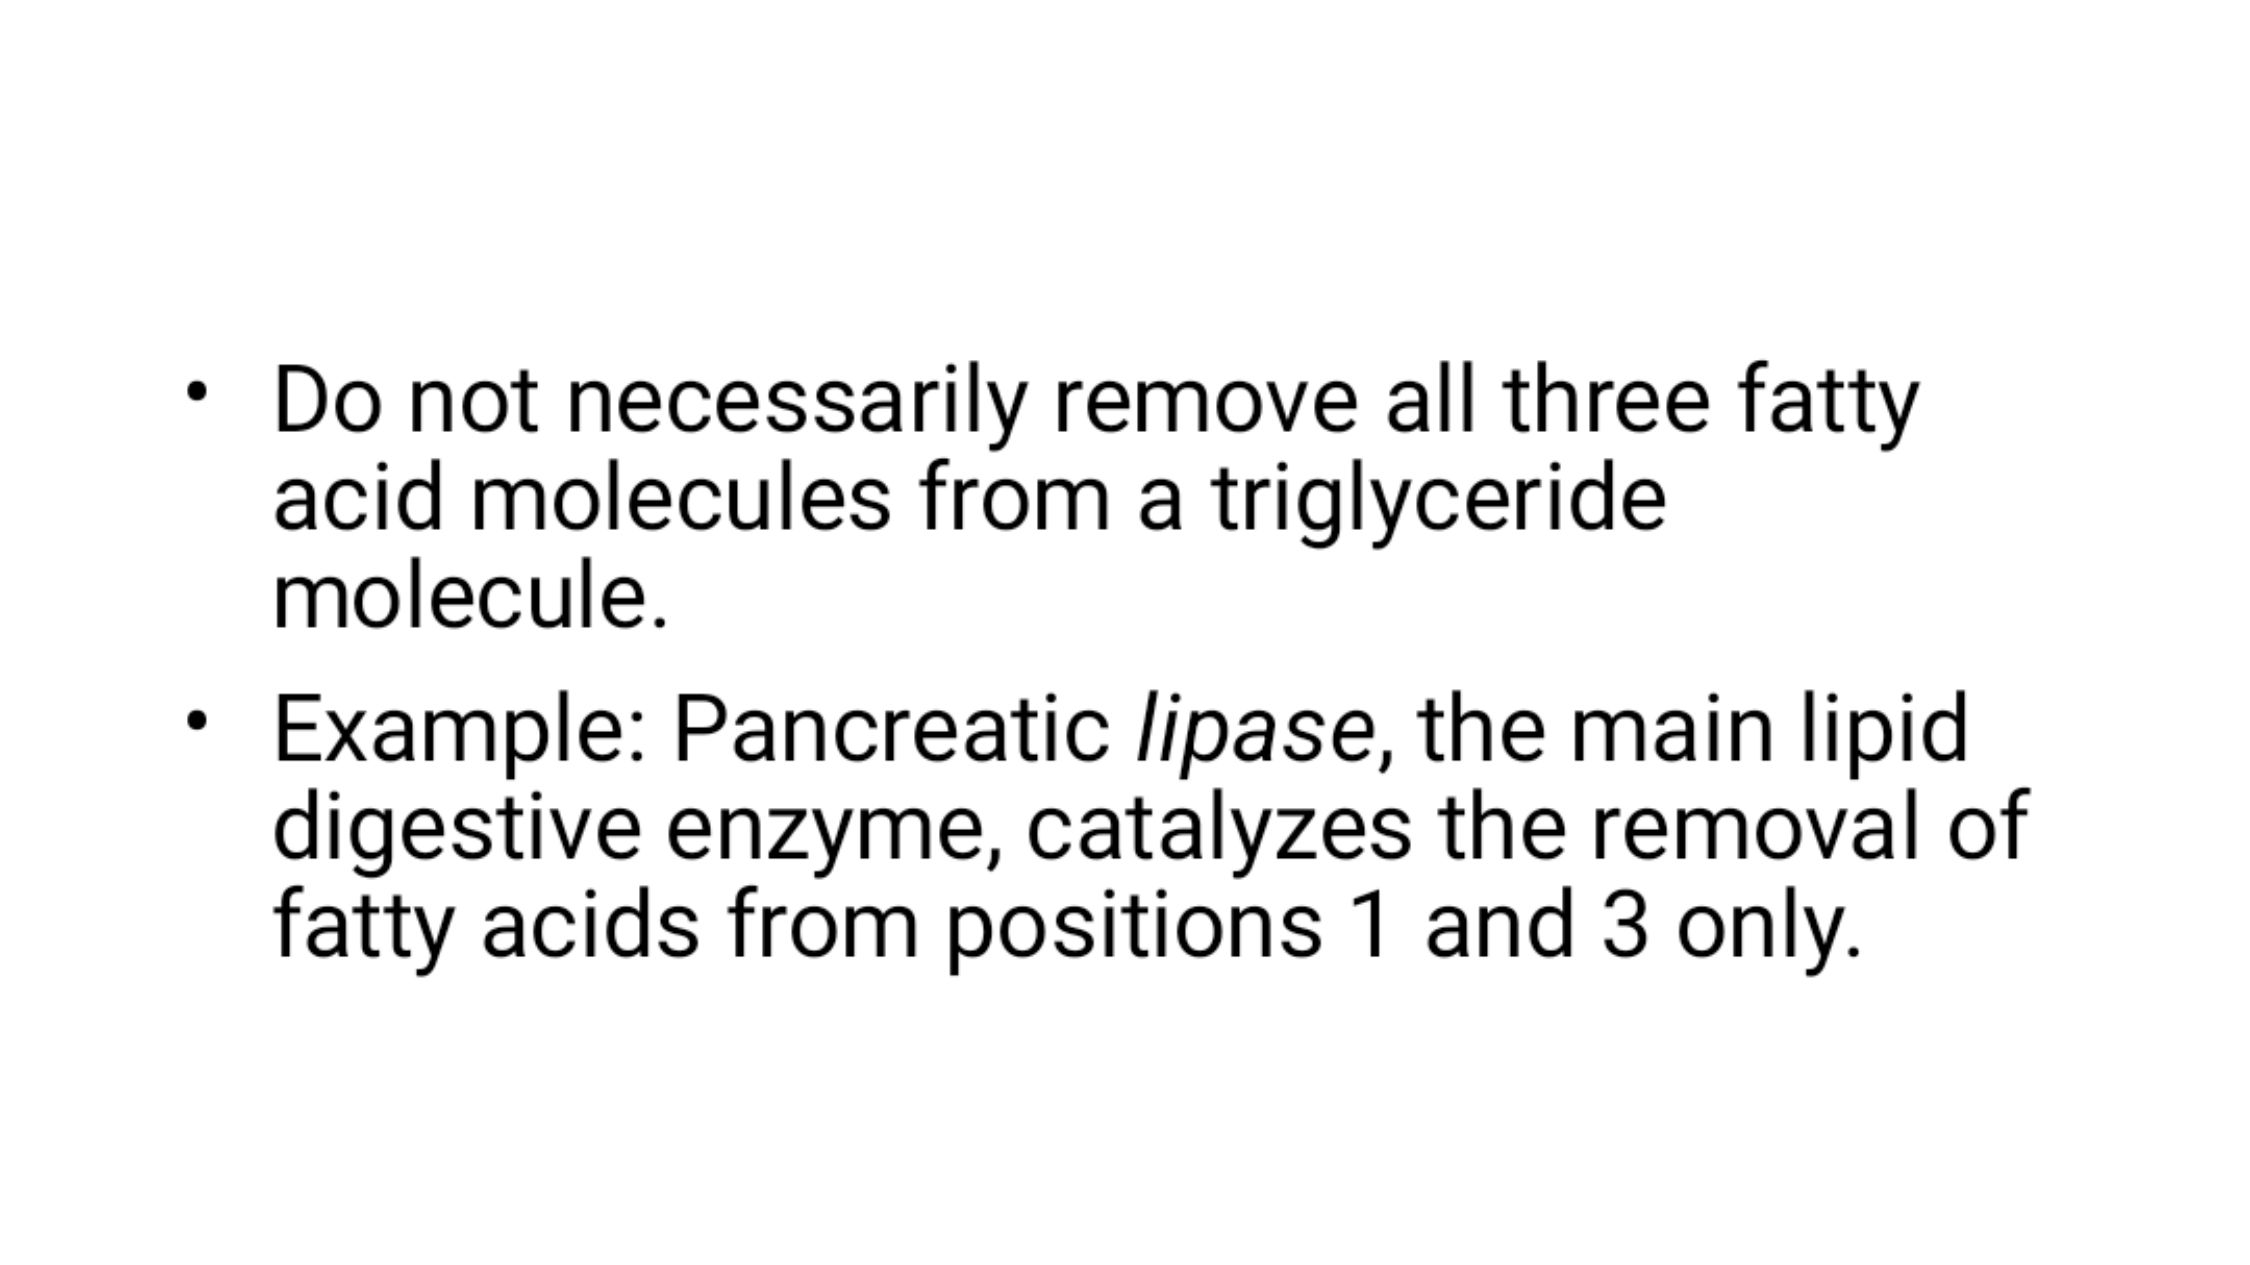 • Do not necessarily remove all three fatty
acid molecules from a triglyceride
molecule.
• Example: Pancreatic lipase, the main lipid
digestive enzyme, catalyzes the removal of
fatty acids from positions 1 and 3 only.